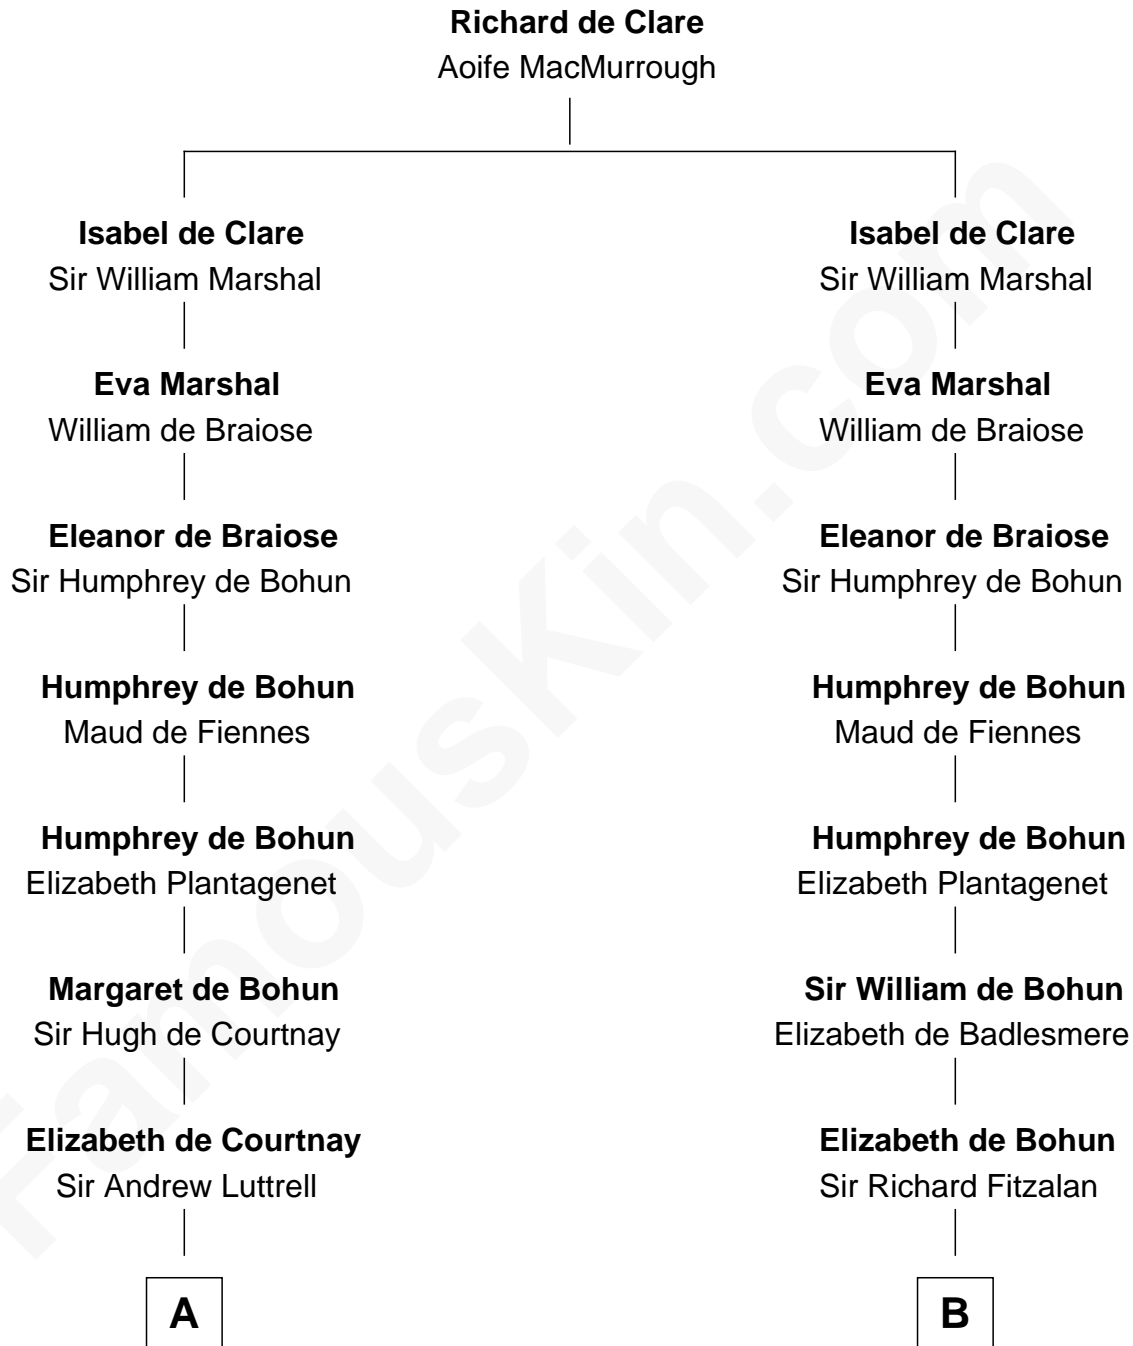 Richard de Clare
Aoife MacMurrough
Isabel de Clare
Sir William Marshal
Eva Marshal
William de Braiose
Eleanor de Braiose
Sir Humphrey de Bohun
Humphrey de Bohun
Maud de Fiennes
Humphrey de Bohun
Elizabeth Plantagenet
Margaret de Bohun
Sir Hugh de Courtnay
Elizabeth de Courtnay
Sir Andrew Luttrell
A
Isabel de Clare
Sir William Marshal
Eva Marshal
William de Braiose
Eleanor de Braiose
Sir Humphrey de Bohun
Humphrey de Bohun
Maud de Fiennes
Humphrey de Bohun
Elizabeth Plantagenet
Sir William de Bohun
Elizabeth de Badlesmere
Elizabeth de Bohun
Sir Richard Fitzalan
B
FamousKin.com